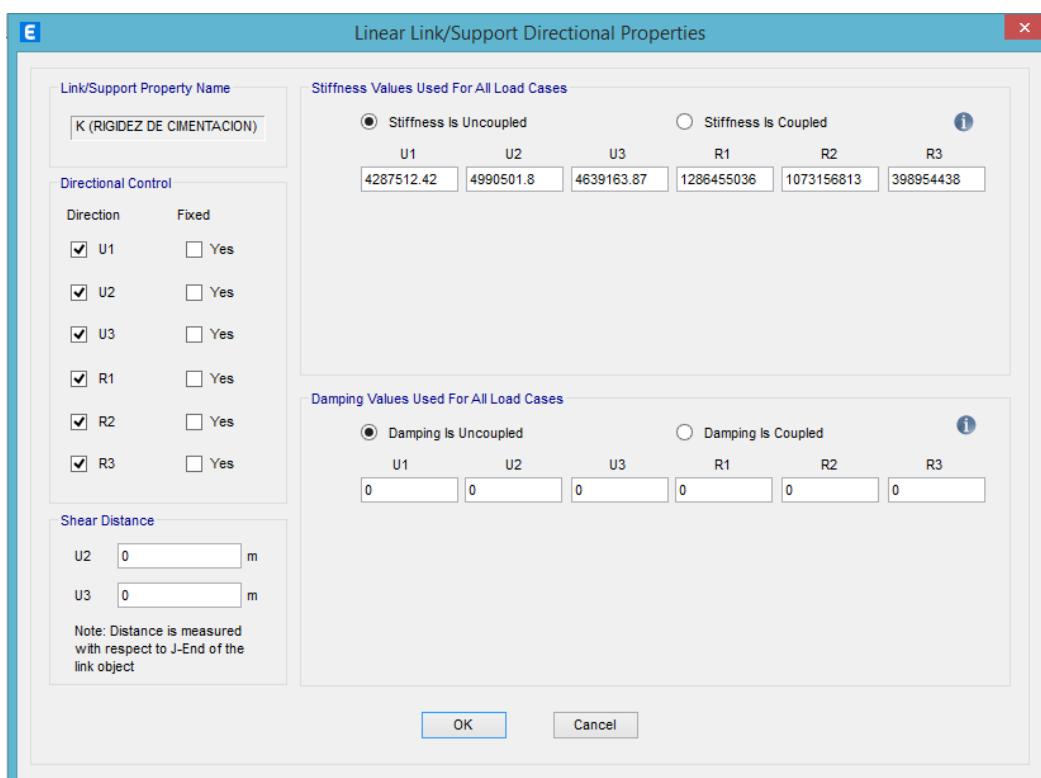 E
Linear Link/Support Directional Properties
Link/Support Property Name
K (RIGIDEZ DE CIMENTACION)
Directional Control
Direction Fixed
U1 Yes
U2 Yes
U3 Yes
R1 Yes
R2 Yes
R3 Yes
Shear Distance
U2 0 m
U3 0 m
Note: Distance is measured
with respect to J-End of the
link object
Stiffness Values Used For All Load Cases
Stiffness Is Uncoupled Stiffness Is Coupled
U1 U2 U3 R1 R2 R3
4287512.42 4990501.8 4639163.87 1286455036 1073156813 398954438
Damping Values Used For All Load Cases
Damping Is Uncoupled Damping Is Coupled
U1 U2 U3 R1 R2 R3
0 0 0 0 0 0
OK Cancel